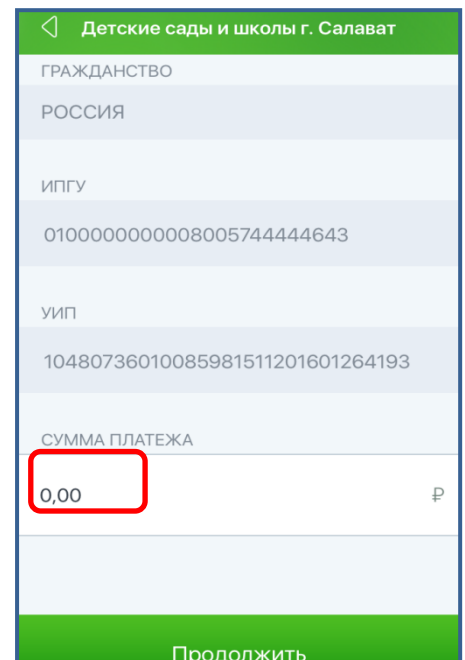 Детские сады и школы г. Салават
ГРАЖДАНСТВО
РОССИЯ
ИПГУ
0100000000008005744444643
УИП
10480736010085981511201601264193
СУММА ПЛАТЕЖА
0,00 ₽
Продолжить